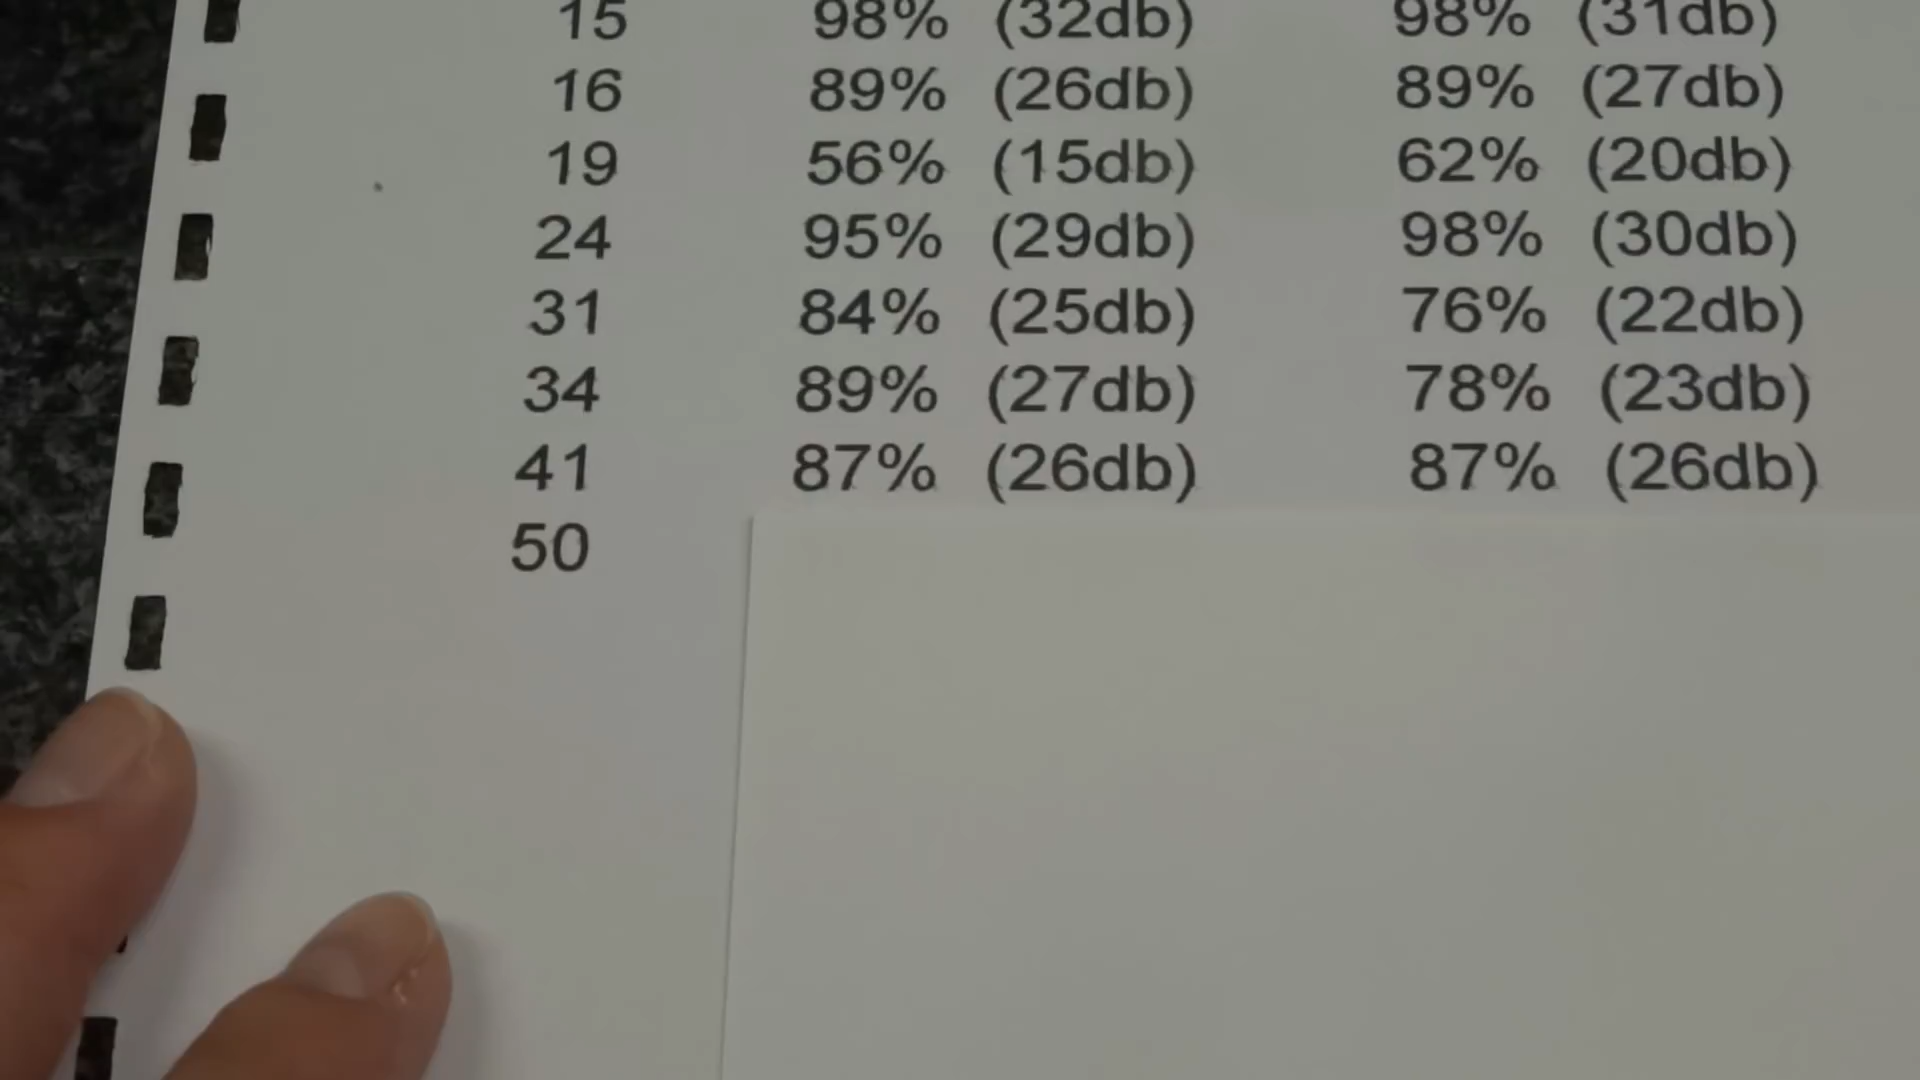 15 98% (32db) 98% (31db)
16 89% (26db) 89% (27db)
19 56% (15db) 62% (20db)
24 95% (29db) 98% (30db)
31 84% (25db) 76% (22db)
34 89% (27db) 78% (23db)
41 87% (26db) 87% (26db)
50